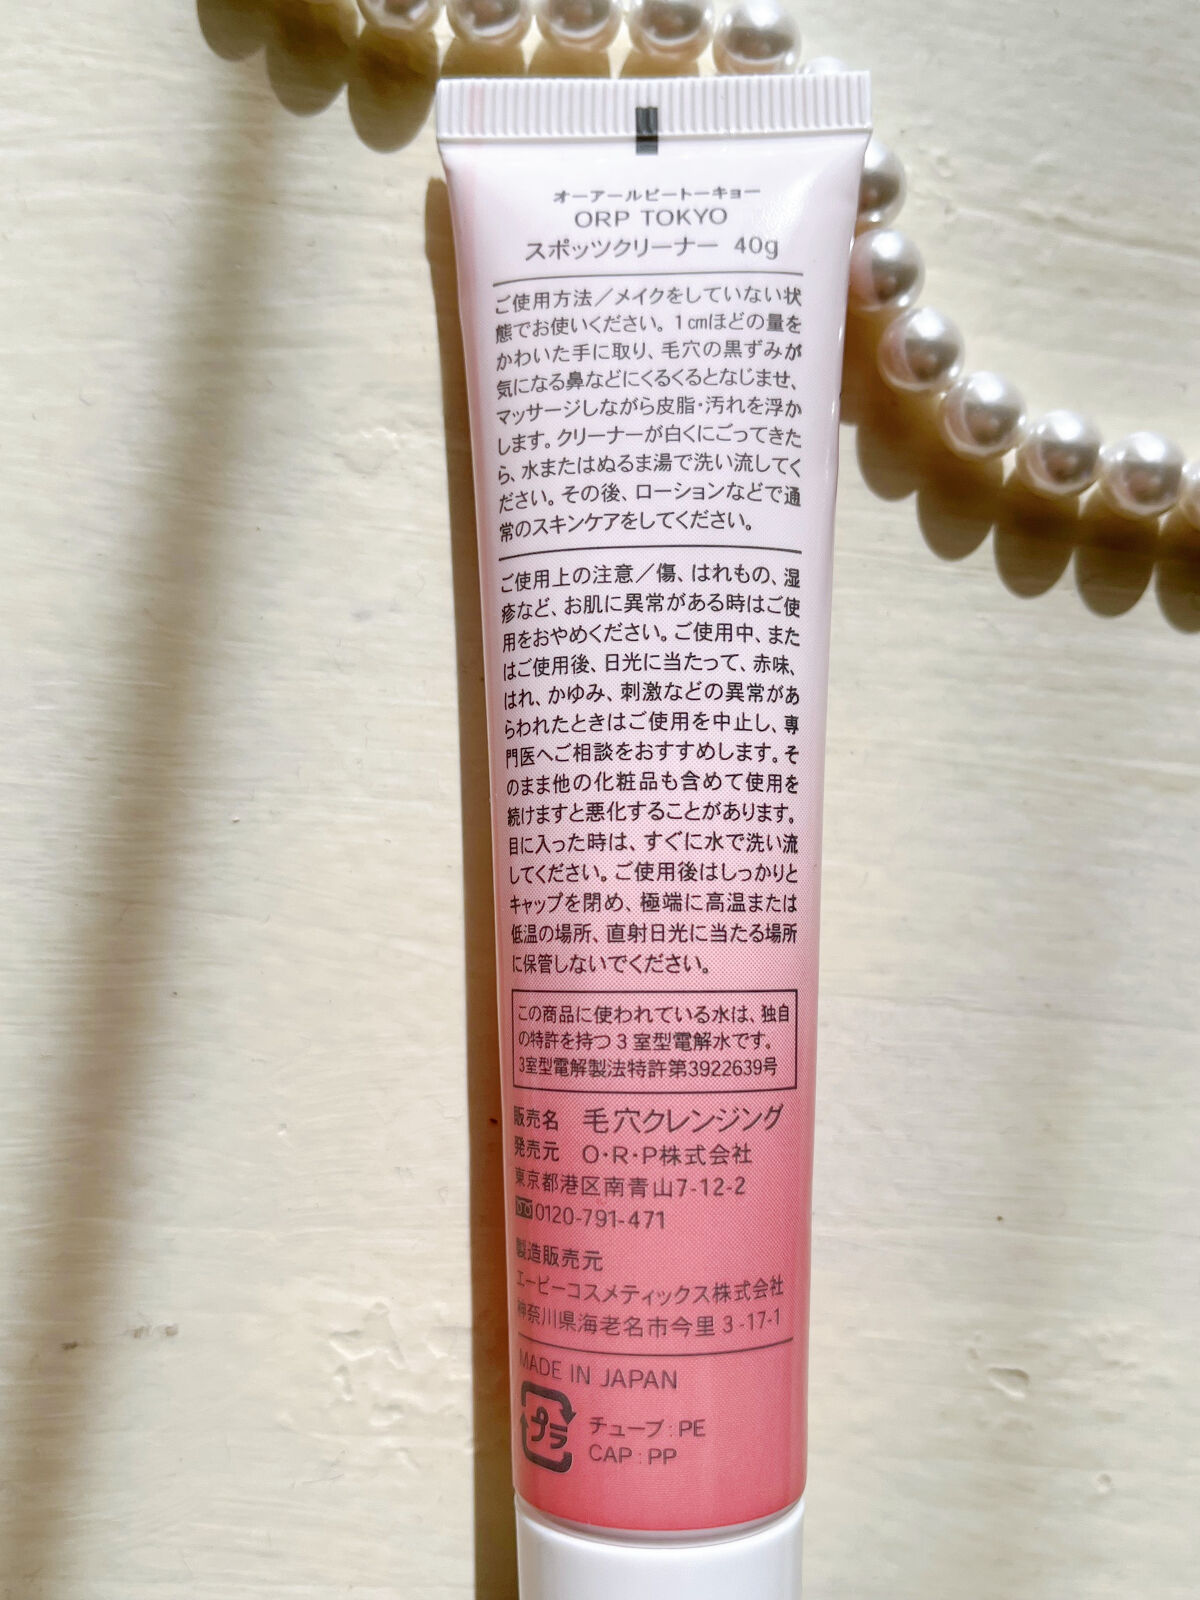 オーアールピートーキョー
ORP TOKYO
スポッツクリーナー 40g
ご使用方法／メイクをしていない状
態でお使いください。1cmほどの量を
かわいた手に取り、毛穴の黒ずみが
気になる鼻などにくるくるとなじませ、
マッサージしながら皮脂・汚れを浮か
します。クリーナーが白くにごってきた
ら、水またはぬるま湯で洗い流してく
ださい。その後、ローションなどで通
常のスキンケアをしてください。
ご使用上の注意／傷、はれもの、湿
疹など、お肌に異常がある時はご使
用をおやめください。ご使用中、また
はご使用後、日光に当たって、赤味、
はれ、かゆみ、刺激などの異常があ
らわれたときはご使用を中止し、専
門医へご相談をおすすめします。そ
のまま他の化粧品も含めて使用を
続けますと悪化することがあります。
目に入った時は、すぐに水で洗い流
してください。ご使用後はしっかりと
キャップを閉め、極端に高温または
低温の場所、直射日光に当たる場所
に保管しないでください。
この商品に使われている水は、独自
の特許を持つ3室型電解水です。
3室型電解製法特許第3922639号
販売名 毛穴クレンジング
発売元 O・R・P株式会社
東京都港区南青山7-12-2
0120-791-471
製造販売元
エーピーコスメティックス株式会社
神奈川県海老名市今里3-17-1
MADE IN JAPAN
プラ
チューブ：PE
CAP：PP